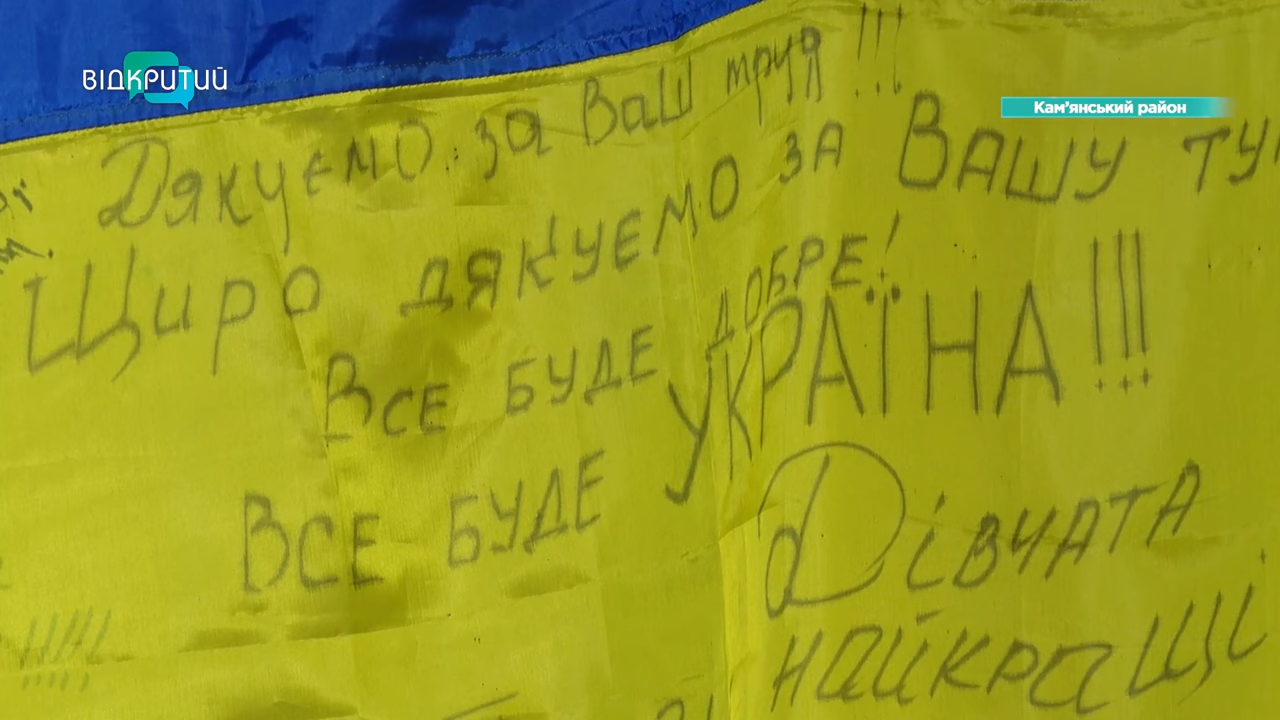 ВІДКРИТИЙ
Кам'янський район
Дякуємо за Ваш труд !!!
Щиро дякуємо за Вашу
Все буде добре!
Все буде УКРАЇНА!!!
Дівчата
найкращі
!!!!!